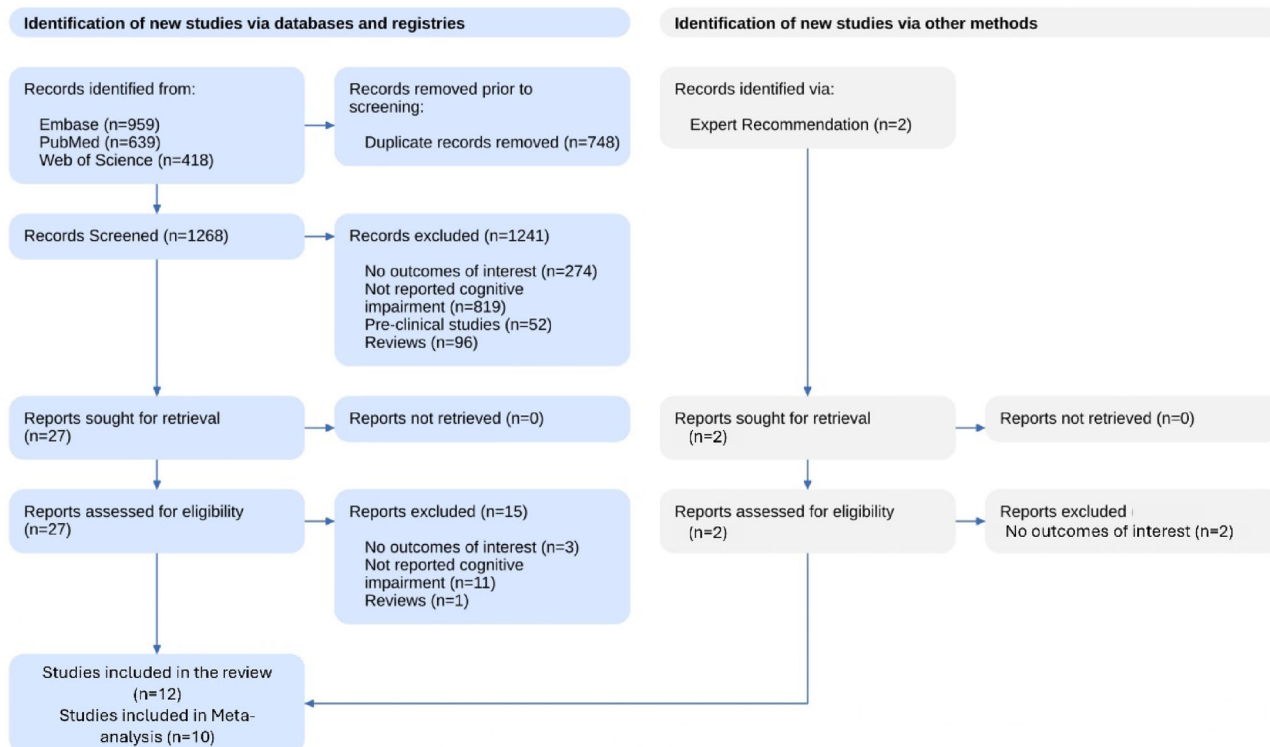 Identification of new studies via databases and registries
Identification of new studies via other methods
Records identified from:
Embase (n=959)
PubMed (n=639)
Web of Science (n=418)
Records removed prior to
screening:
Duplicate records removed (n=748)
Records identified via:
Expert Recommendation (n=2)
Records Screened (n=1268)
Records excluded (n=1241)
No outcomes of interest (n=274)
Not reported cognitive
impairment (n=819)
Pre-clinical studies (n=52)
Reviews (n=96)
Reports sought for retrieval
(n=27)
Reports not retrieved (n=0)
Reports sought for retrieval
(n=2)
Reports not retrieved (n=0)
Reports assessed for eligibility
(n=27)
Reports excluded (n=15)
No outcomes of interest (n=3)
Not reported cognitive
impairment (n=11)
Reviews (n=1)
Reports assessed for eligibility
(n=2)
Reports excluded
No outcomes of interest (n=2)
Studies included in the review
(n=12)
Studies included in Meta-
analysis (n=10)